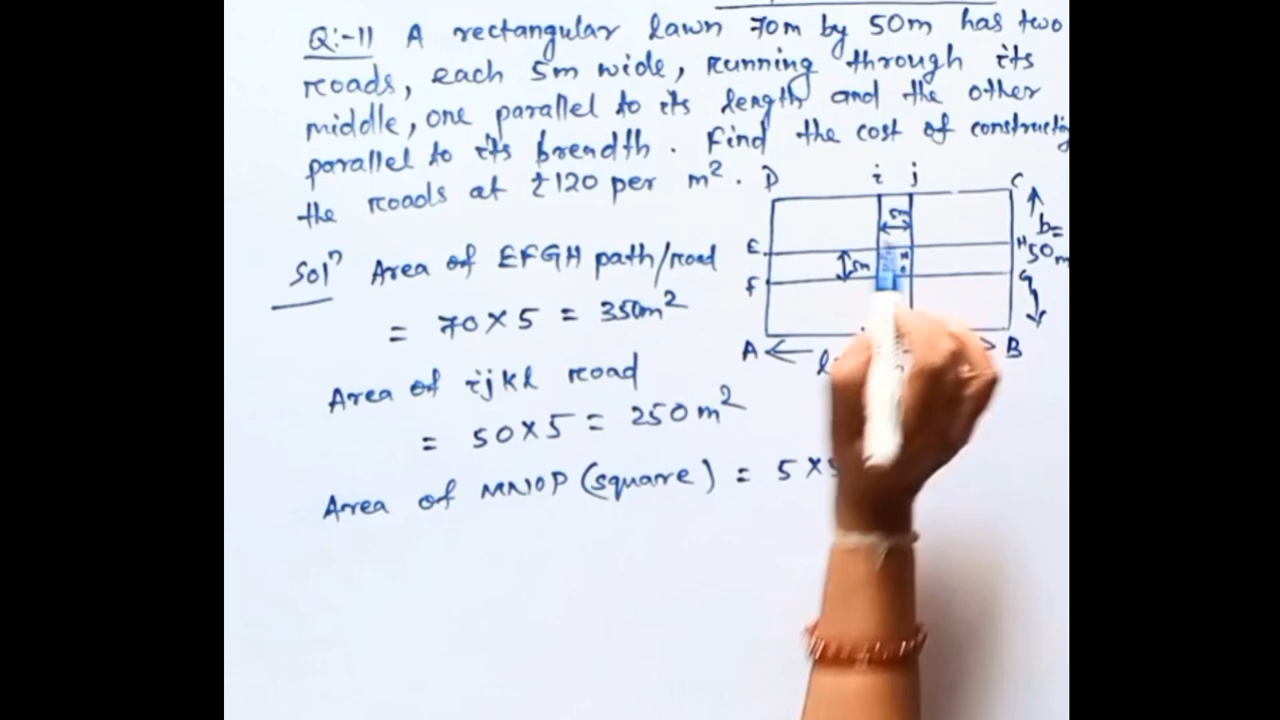 Q:-11 A rectangular lawn 70m by 50m has two
roads, each 5m wide, running through its
middle, one parallel to its length and the other
parallel to its breadth. Find the cost of
the roads at ₹120 per m².
D i j C
5m
b=
50m
E H
5m
F G
A B
l
Solⁿ Area of EFGH path/road
= 70×5 = 350m²
Area of ijkl road
= 50×5 = 250m²
Area of MNOP (square) = 5×